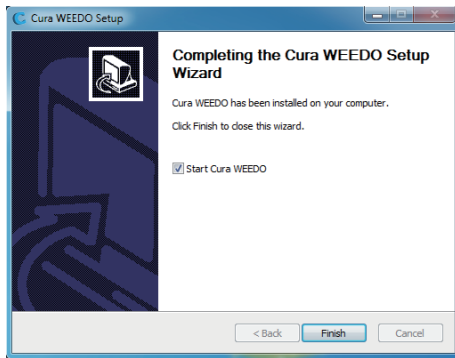 Cura WEEDO Setup
Completing the Cura WEEDO Setup
Wizard
Cura WEEDO has been installed on your computer.
Click Finish to close this wizard.
Start Cura WEEDO
< Back
Finish
Cancel